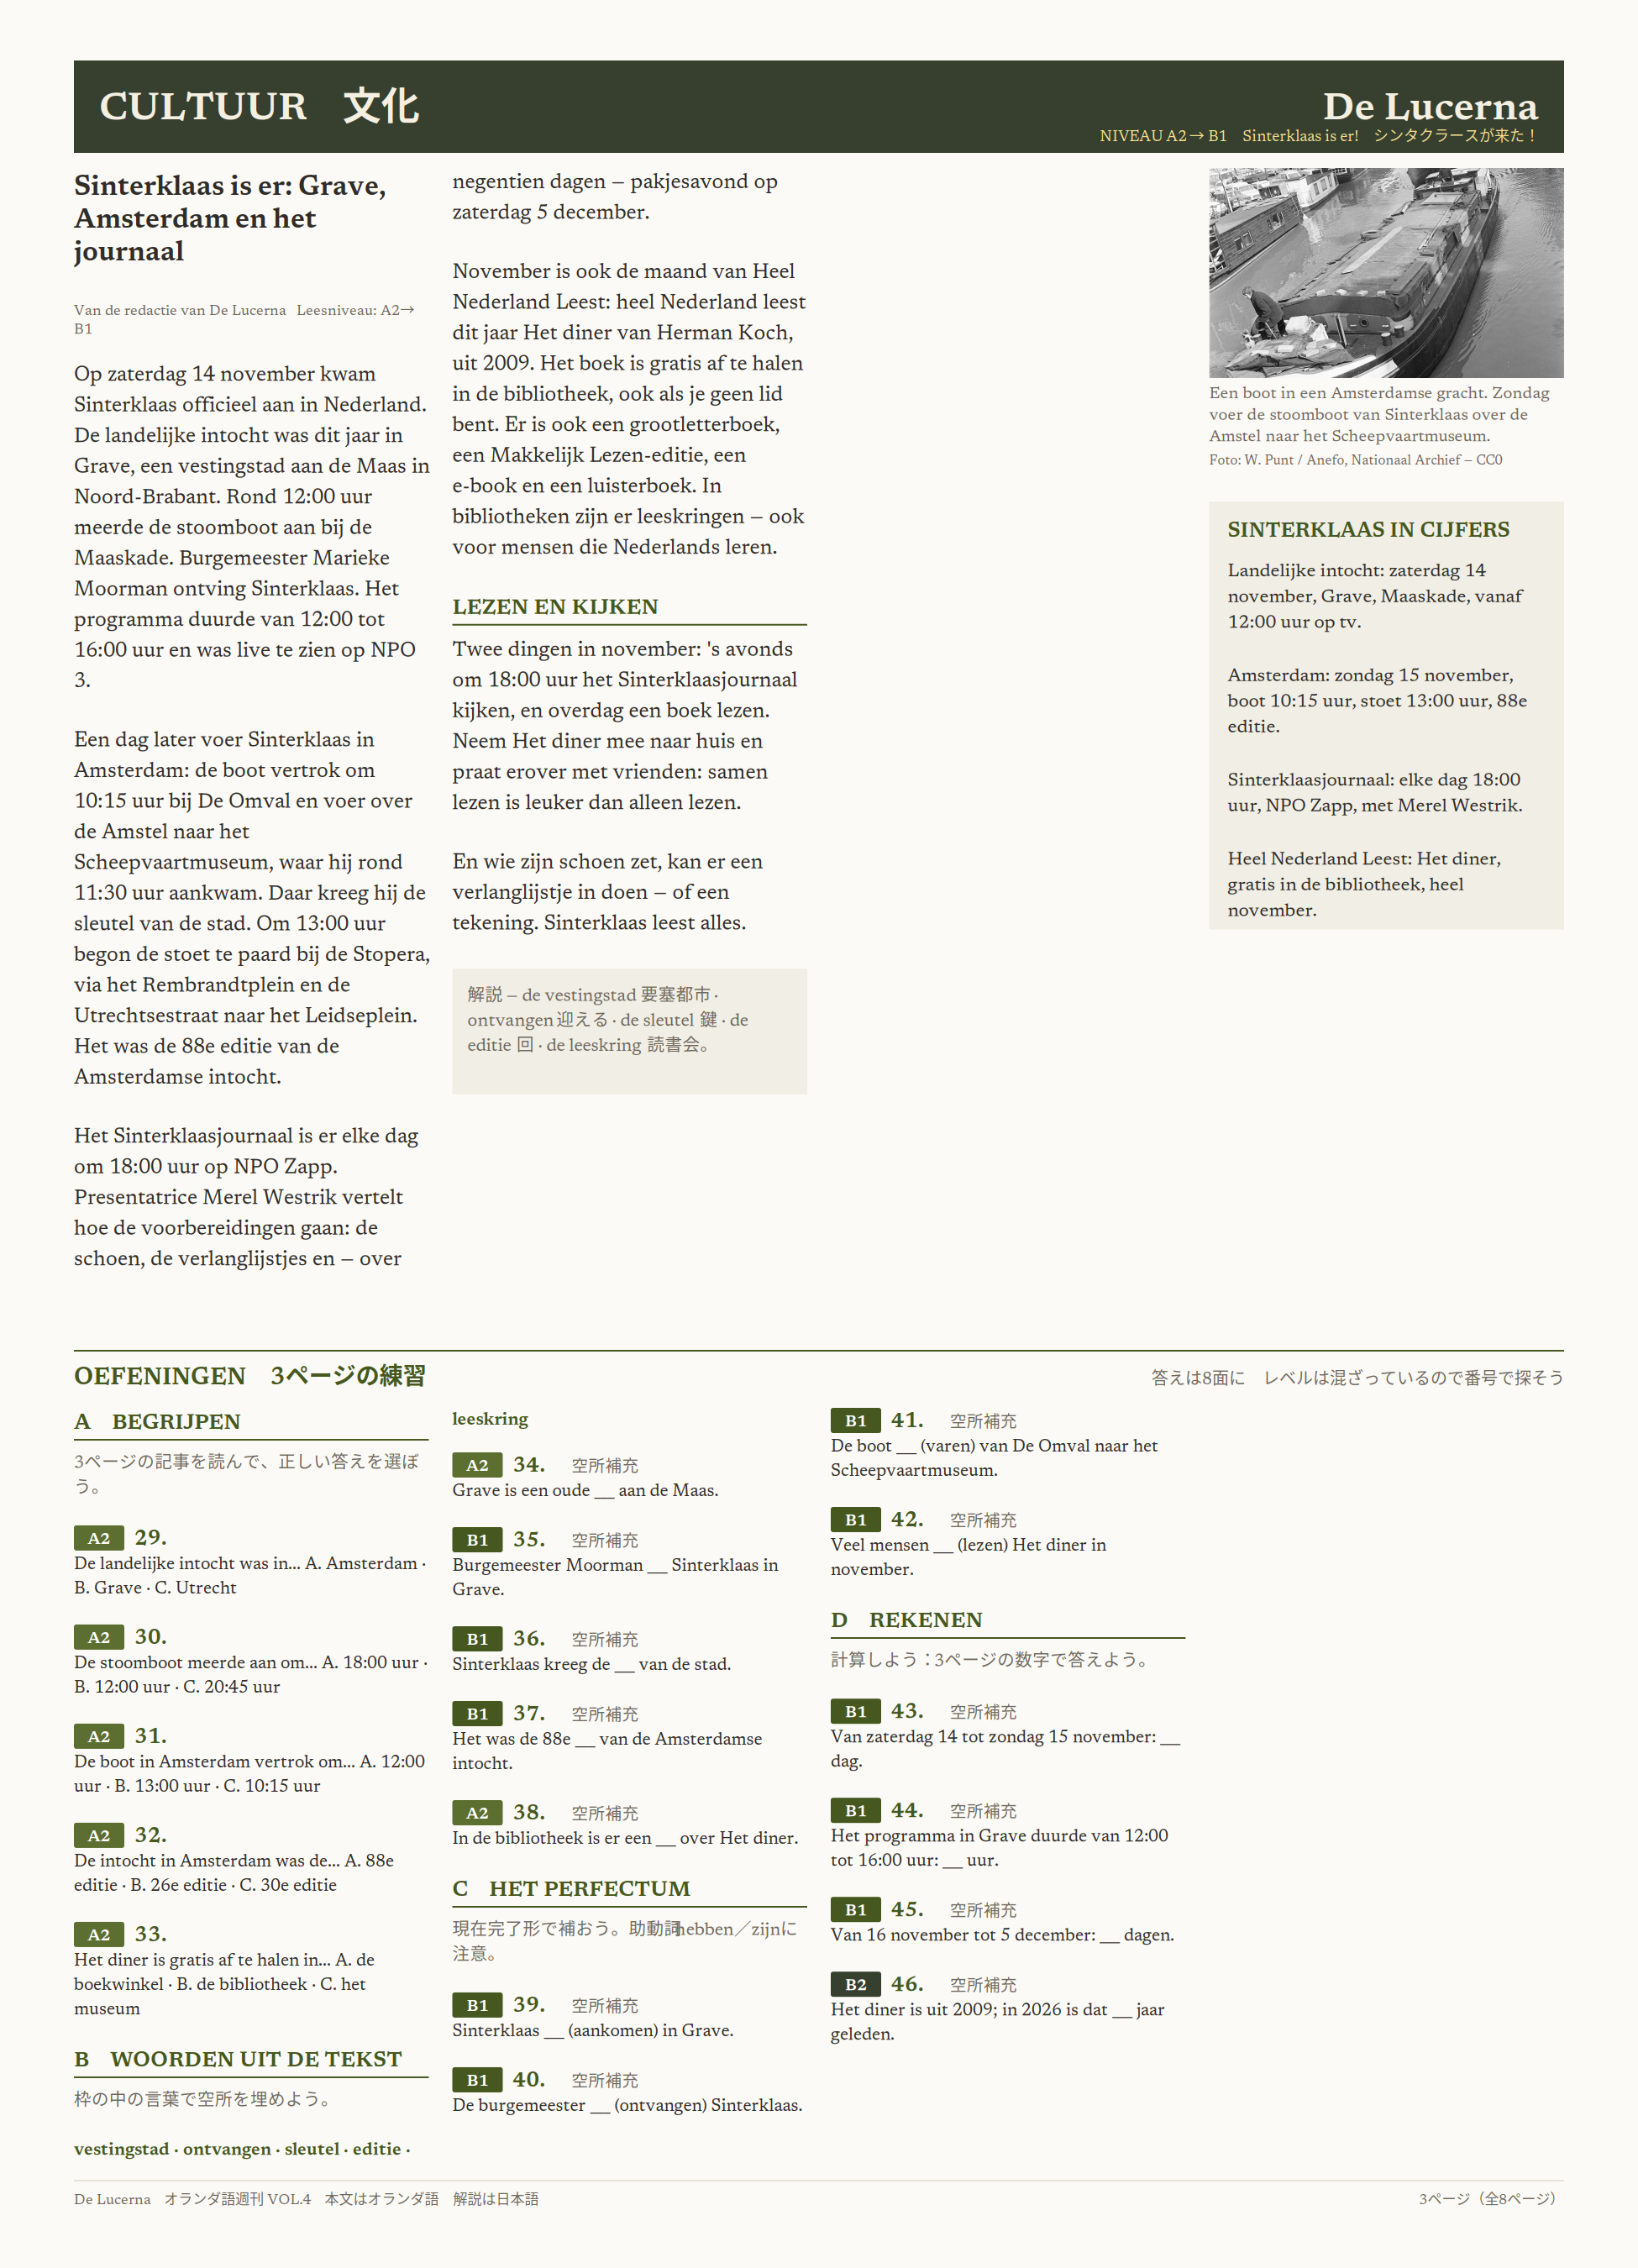 CULTUUR 文化
De Lucerna
NIVEAU A2→ B1 Sinterklaas is er! シンタクラースが来た！
Sinterklaas is er: Grave,
Amsterdam en het
journaal
Van de redactie van De Lucerna Leesniveau: A2→
B1
Op zaterdag 14 november kwam
Sinterklaas officieel aan in Nederland.
De landelijke intocht was dit jaar in
Grave, een vestingstad aan de Maas in
Noord-Brabant. Rond 12:00 uur
meerde de stoomboot aan bij de
Maaskade. Burgemeester Marieke
Moorman ontving Sinterklaas. Het
programma duurde van 12:00 tot
16:00 uur en was live te zien op NPO
3.
Een dag later voer Sinterklaas in
Amsterdam: de boot vertrok om
10:15 uur bij De Omval en voer over
de Amstel naar het
Scheepvaartmuseum, waar hij rond
11:30 uur aankwam. Daar kreeg hij de
sleutel van de stad. Om 13:00 uur
begon de stoet te paard bij de Stopera,
via het Rembrandtplein en de
Utrechtsestraat naar het Leidseplein.
Het was de 88e editie van de
Amsterdamse intocht.
Het Sinterklaasjournaal is er elke dag
om 18:00 uur op NPO Zapp.
Presentatrice Merel Westrik vertelt
hoe de voorbereidingen gaan: de
schoen, de verlanglijstjes en – over
negentien dagen – pakjesavond op
zaterdag 5 december.
November is ook de maand van Heel
Nederland Leest: heel Nederland leest
dit jaar Het diner van Herman Koch,
uit 2009. Het boek is gratis af te halen
in de bibliotheek, ook als je geen lid
bent. Er is ook een grootletterboek,
een Makkelijk Lezen-editie, een
e-book en een luisterboek. In
bibliotheken zijn er leeskringen – ook
voor mensen die Nederlands leren.
LEZEN EN KIJKEN
Twee dingen in november: 's avonds
om 18:00 uur het Sinterklaasjournaal
kijken, en overdag een boek lezen.
Neem Het diner mee naar huis en
praat erover met vrienden: samen
lezen is leuker dan alleen lezen.
En wie zijn schoen zet, kan er een
verlanglijstje in doen – of een
tekening. Sinterklaas leest alles.
解説 – de vestingstad 要塞都市 ·
ontvangen 迎える · de sleutel 鍵 · de
editie 回 · de leeskring 読書会。
Een boot in een Amsterdamse gracht. Zondag
voer de stoomboot van Sinterklaas over de
Amstel naar het Scheepvaartmuseum.
Foto: W. Punt / Anefo, Nationaal Archief – CC0
SINTERKLAAS IN CIJFERS
Landelijke intocht: zaterdag 14
november, Grave, Maaskade, vanaf
12:00 uur op tv.
Amsterdam: zondag 15 november,
boot 10:15 uur, stoet 13:00 uur, 88e
editie.
Sinterklaasjournaal: elke dag 18:00
uur, NPO Zapp, met Merel Westrik.
Heel Nederland Leest: Het diner,
gratis in de bibliotheek, heel
november.
OEFENINGEN 3ページの練習
答えは8面に レベルは混ざっているので番号で探そう
A BEGRIJPEN
3ページの記事を読んで、正しい答えを選ぼ
う。
A2 29.
De landelijke intocht was in... A. Amsterdam ·
B. Grave · C. Utrecht
A2 30.
De stoomboot meerde aan om... A. 18:00 uur ·
B. 12:00 uur · C. 20:45 uur
A2 31.
De boot in Amsterdam vertrok om... A. 12:00
uur · B. 13:00 uur · C. 10:15 uur
A2 32.
De intocht in Amsterdam was de... A. 88e
editie · B. 26e editie · C. 30e editie
A2 33.
Het diner is gratis af te halen in... A. de
boekwinkel · B. de bibliotheek · C. het
museum
B WOORDEN UIT DE TEKST
枠の中の言葉で空所を埋めよう。
vestingstad · ontvangen · sleutel · editie ·
leeskring
A2 34. 空所補充
Grave is een oude __ aan de Maas.
B1 35. 空所補充
Burgemeester Moorman __ Sinterklaas in
Grave.
B1 36. 空所補充
Sinterklaas kreeg de __ van de stad.
B1 37. 空所補充
Het was de 88e __ van de Amsterdamse
intocht.
A2 38. 空所補充
In de bibliotheek is er een __ over Het diner.
C HET PERFECTUM
現在完了形で補おう。助動詞hebben／zijnに
注意。
B1 39. 空所補充
Sinterklaas __ (aankomen) in Grave.
B1 40. 空所補充
De burgemeester __ (ontvangen) Sinterklaas.
B1 41. 空所補充
De boot __ (varen) van De Omval naar het
Scheepvaartmuseum.
B1 42. 空所補充
Veel mensen __ (lezen) Het diner in
november.
D REKENEN
計算しよう：3ページの数字で答えよう。
B1 43. 空所補充
Van zaterdag 14 tot zondag 15 november: __
dag.
B1 44. 空所補充
Het programma in Grave duurde van 12:00
tot 16:00 uur: __ uur.
B1 45. 空所補充
Van 16 november tot 5 december: __ dagen.
B2 46. 空所補充
Het diner is uit 2009; in 2026 is dat __ jaar
geleden.
De Lucerna オランダ語週刊 VOL.4 本文はオランダ語 解説は日本語
3ページ（全8ページ）